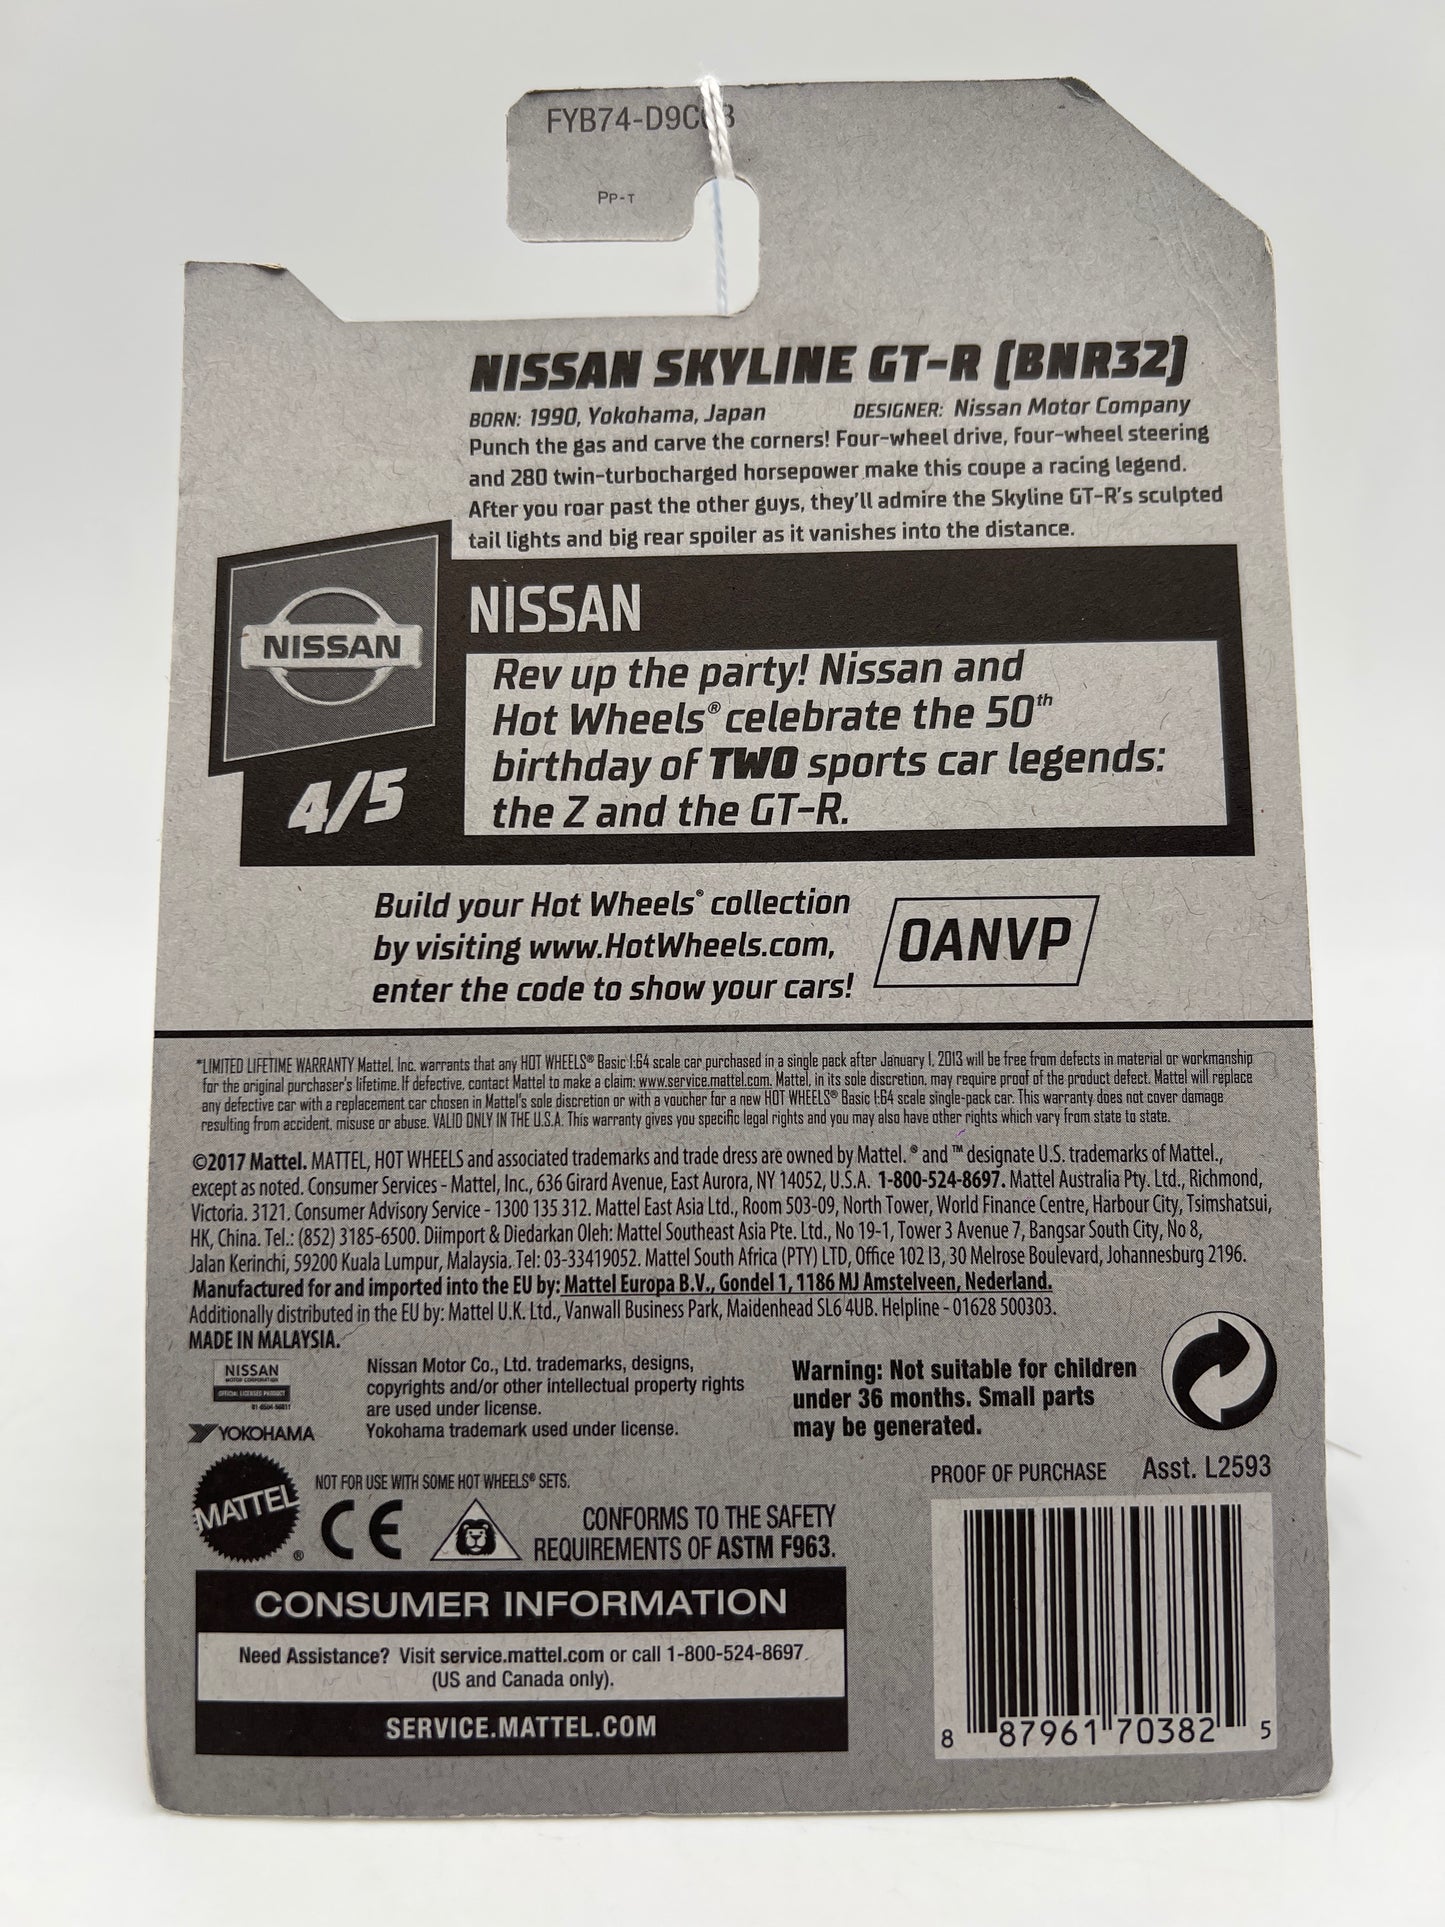 FYB74-D9C
PP-T
NISSAN SKYLINE GT-R (BNR32)
BORN: 1990, Yokohama, Japan DESIGNER: Nissan Motor Company
Punch the gas and carve the corners! Four-wheel drive, four-wheel steering
and 280 twin-turbocharged horsepower make this coupe a racing legend.
After you roar past the other guys, they'll admire the Skyline GT-R's sculpted
tail lights and big rear spoiler as it vanishes into the distance.
NISSAN
NISSAN
4/5
Rev up the party! Nissan and
Hot Wheels® celebrate the 50th
birthday of TWO sports car legends:
the Z and the GT-R.
Build your Hot Wheels® collection
by visiting www.HotWheels.com,
enter the code to show your cars!
OANVP
*LIMITED LIFETIME WARRANTY Mattel, Inc. warrants that any HOT WHEELS® Basic 1:64 scale car purchased in a single pack after January 1, 2013 will be free from defects in material or workmanship
for the original purchaser's lifetime. If defective, contact Mattel to make a claim: www.service.mattel.com. Mattel, in its sole discretion, may require proof of the product defect. Mattel will replace
any defective car with a replacement car chosen in Mattel's sole discretion or with a voucher for a new HOT WHEELS® Basic 1:64 scale single-pack car. This warranty does not cover damage
resulting from accident, misuse or abuse. VALID ONLY IN THE U.S.A. This warranty gives you specific legal rights and you may also have other rights which vary from state to state.
©2017 Mattel. MATTEL, HOT WHEELS and associated trademarks and trade dress are owned by Mattel. ® and ™ designate U.S. trademarks of Mattel.,
except as noted. Consumer Services - Mattel, Inc., 636 Girard Avenue, East Aurora, NY 14052, U.S.A. 1-800-524-8697. Mattel Australia Pty. Ltd., Richmond,
Victoria. 3121. Consumer Advisory Service - 1300 135 312. Mattel East Asia Ltd., Room 503-09, North Tower, World Finance Centre, Harbour City, Tsimshatsui,
HK, China. Tel.: (852) 3185-6500. Diimport & Diedarkan Oleh: Mattel Southeast Asia Pte. Ltd., No 19-1, Tower 3 Avenue 7, Bangsar South City, No 8,
Jalan Kerinchi, 59200 Kuala Lumpur, Malaysia. Tel: 03-33419052. Mattel South Africa (PTY) LTD, Office 102 I3, 30 Melrose Boulevard, Johannesburg 2196.
Manufactured for and imported into the EU by: Mattel Europa B.V., Gondel 1, 1186 MJ Amstelveen, Nederland.
Additionally distributed in the EU by: Mattel U.K. Ltd., Vanwall Business Park, Maidenhead SL6 4UB. Helpline - 01628 500303.
MADE IN MALAYSIA.
NISSAN
MOTOR CORPORATION
OFFICIAL LICENSED PRODUCT
Nissan Motor Co., Ltd. trademarks, designs,
copyrights and/or other intellectual property rights
are used under license.
YOKOHAMA
Yokohama trademark used under license.
Warning: Not suitable for children
under 36 months. Small parts
may be generated.
MATTEL®
NOT FOR USE WITH SOME HOT WHEELS® SETS.
CE
CONFORMS TO THE SAFETY
REQUIREMENTS OF ASTM F963.
PROOF OF PURCHASE Asst. L2593
CONSUMER INFORMATION
Need Assistance? Visit service.mattel.com or call 1-800-524-8697
(US and Canada only).
SERVICE.MATTEL.COM
8 87961 70382 5